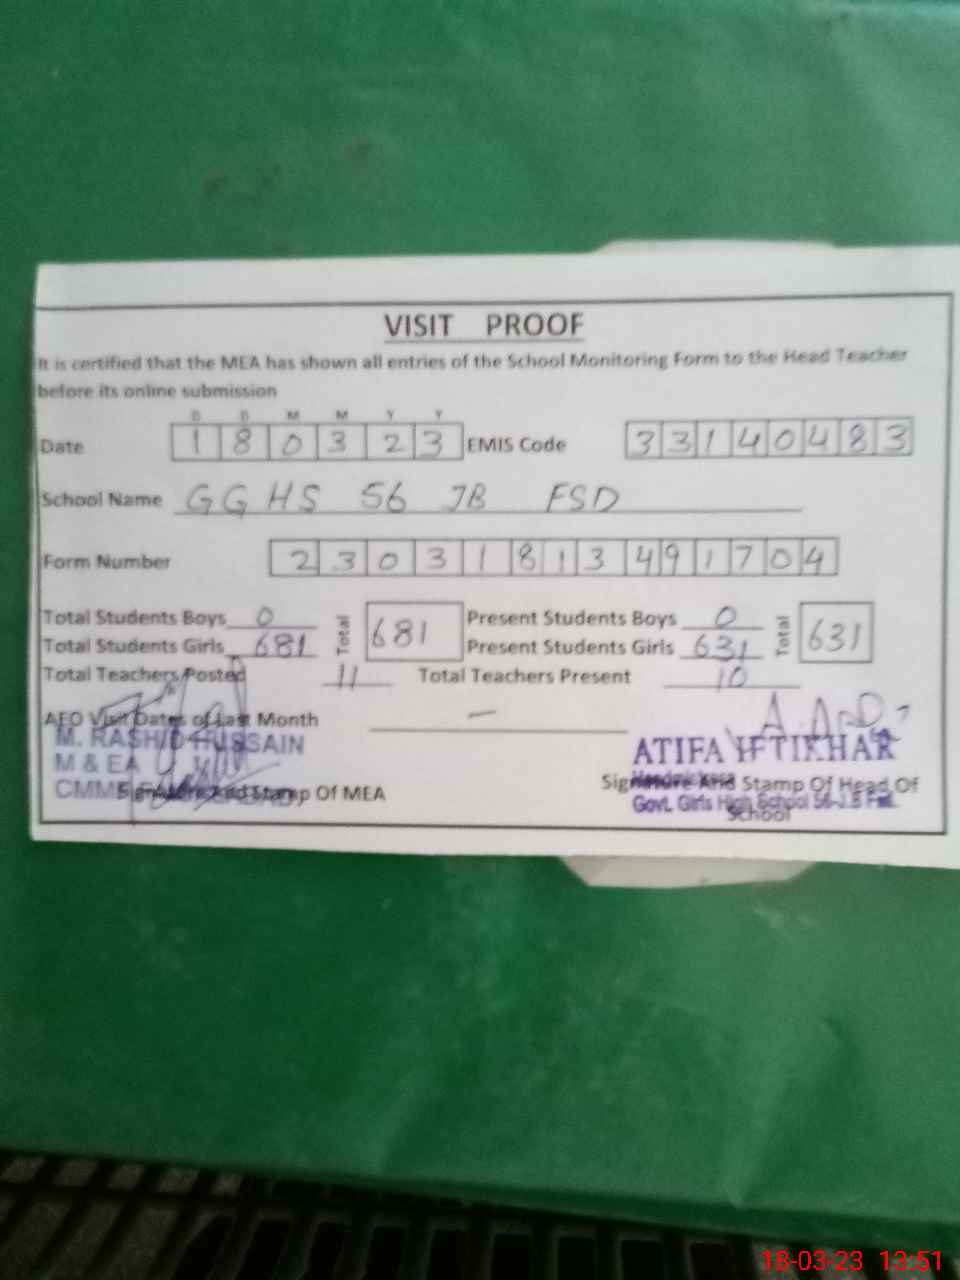 VISIT PROOF
It is certified that the MEA has shown all entries of the School Monitoring Form to the Head Teacher
before its online submission
D D M M Y Y
Date 1 8 0 3 2 3 EMIS Code 3 3 1 4 0 4 8 3
School Name GGHS 56 JB FSD
Form Number 2 3 0 3 1 8 1 3 4 9 1 7 0 4
Total Students Boys 0 Total 681 Present Students Boys 0 Total 631
Total Students Girls 681 Present Students Girls 631
Total Teachers Posted 11 Total Teachers Present 10
AEO Visit Dates of Last Month —
M. RASHID HUSSAIN
M & EA
ATIFA IFTIKHAR
Signature And Stamp Of MEA
Headmistress
Signature And Stamp Of Head Of
Govt. Girls High School 56-J.B Fsd.
School
18-03-23 13:51